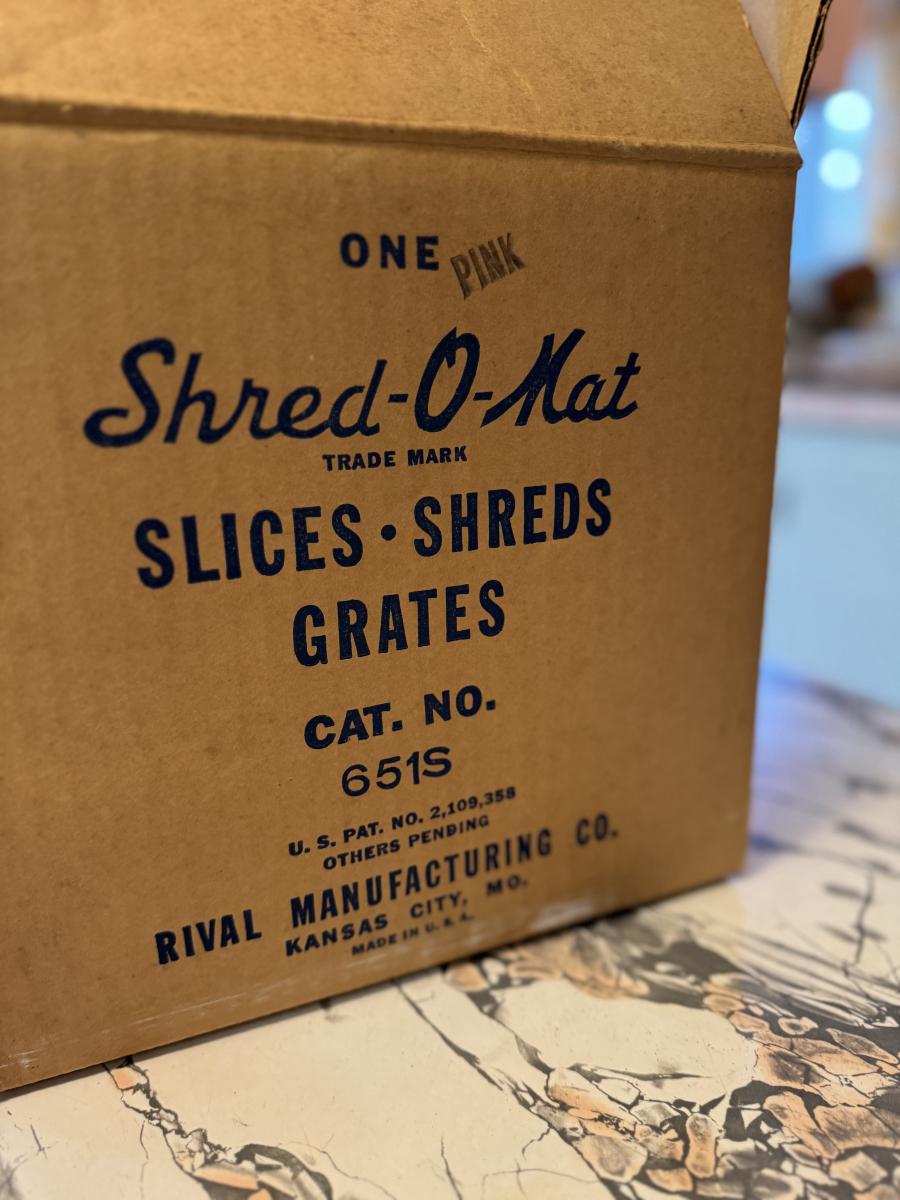 ONE PINK
Shred-O-Mat
TRADE MARK
SLICES • SHREDS
GRATES
CAT. NO.
651S
U. S. PAT. NO. 2,109,358
OTHERS PENDING
RIVAL MANUFACTURING CO.
KANSAS CITY, MO.
MADE IN U. S. A.